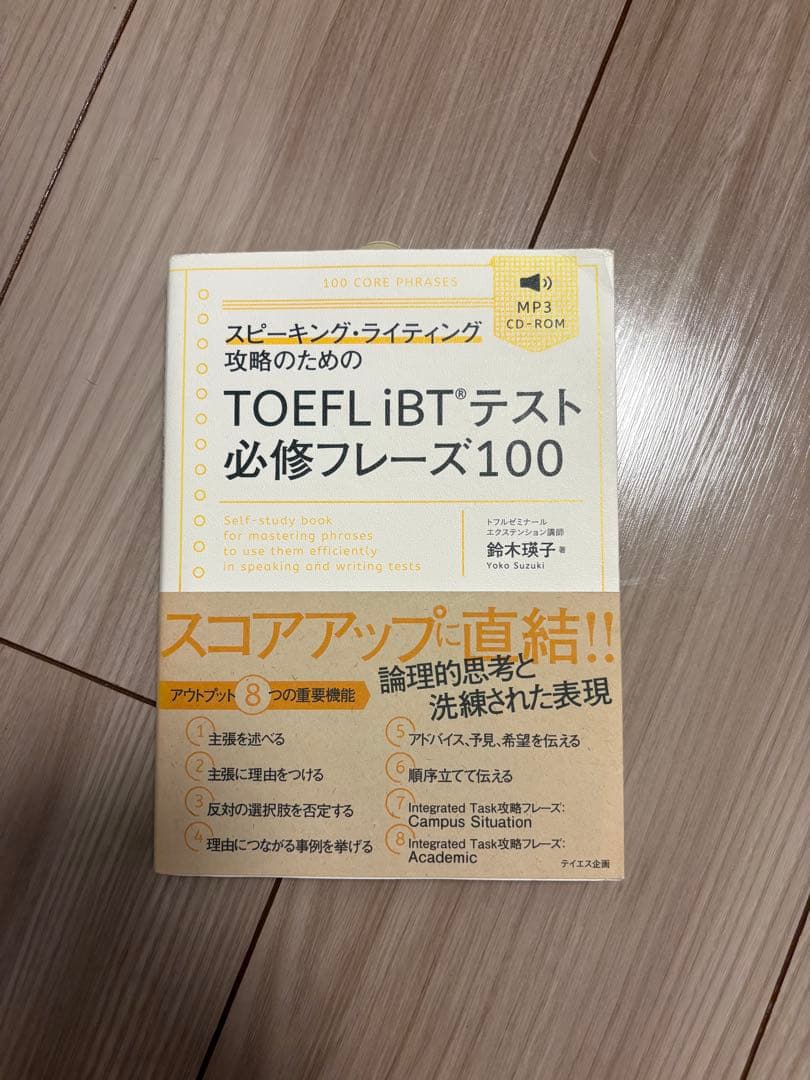 100 CORE PHRASES
MP3
CD-ROM
スピーキング・ライティング
攻略のための
TOEFL iBT®テスト
必修フレーズ100
Self-study book
for mastering phrases
to use them efficiently
in speaking and writing tests
トフルゼミナール
エクステンション講師
鈴木瑛子 著
Yoko Suzuki
スコアアップに直結!!
アウトプット8つの重要機能
論理的思考と
洗練された表現
1 主張を述べる
2 主張に理由をつける
3 反対の選択肢を否定する
4 理由につながる事例を挙げる
5 アドバイス、予見、希望を伝える
6 順序立てて伝える
7 Integrated Task攻略フレーズ:
Campus Situation
8 Integrated Task攻略フレーズ:
Academic
テイエス企画